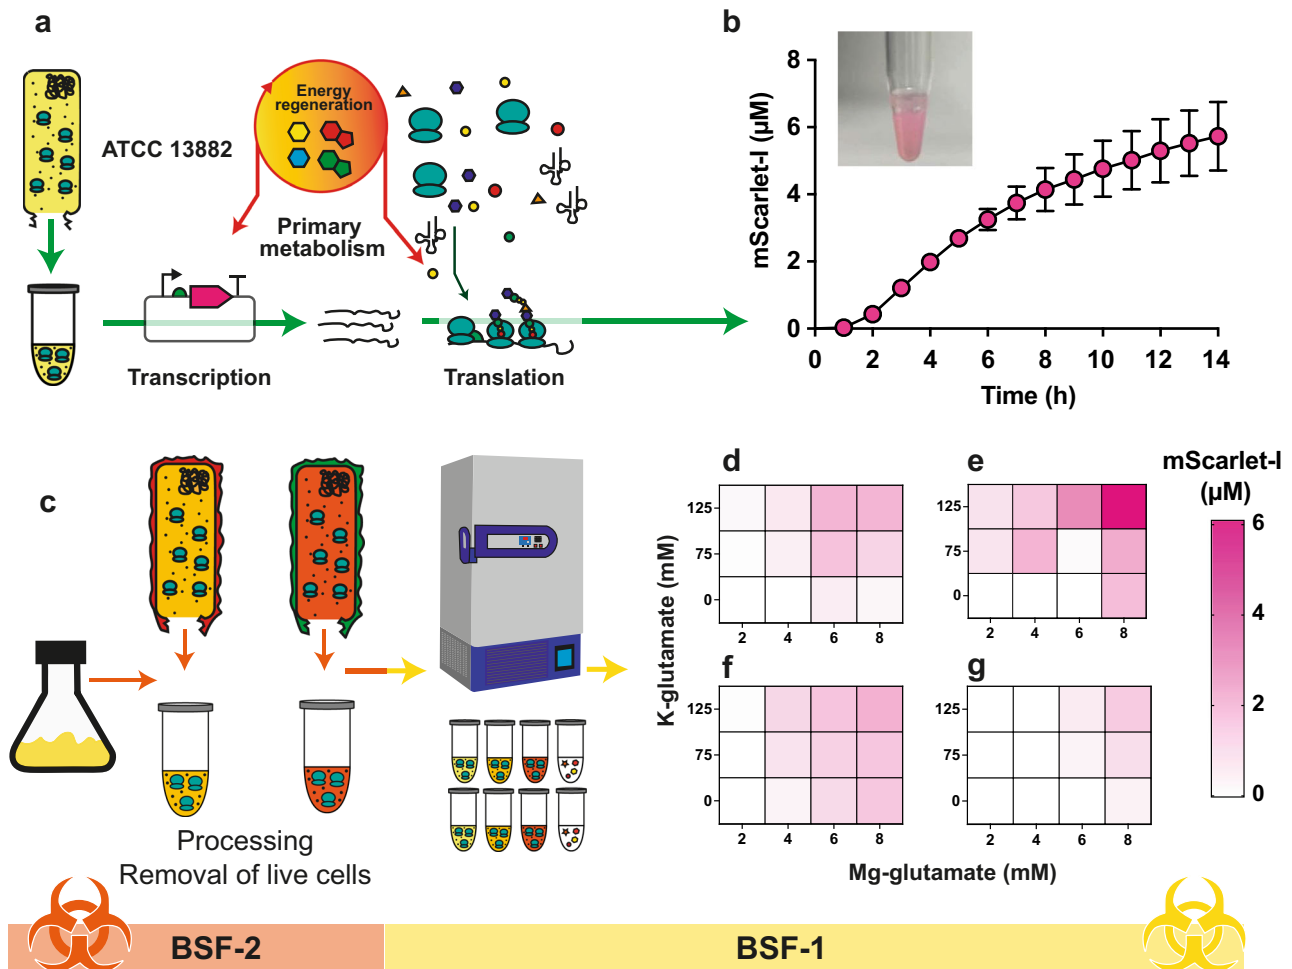 a
ATCC 13882
Energy
regeneration
Primary
metabolism
Transcription
Translation
b
mScarlet-I (µM)
8
6
4
2
0
0
2
4
6
8
10
12
14
Time (h)
c
Processing
Removal of live cells
d
125
75
0
2
4
6
8
e
125
75
0
2
4
6
8
mScarlet-I
(µM)
6
4
2
0
K-glutamate (mM)
f
125
75
0
2
4
6
8
g
125
75
0
2
4
6
8
Mg-glutamate (mM)
BSF-2
BSF-1